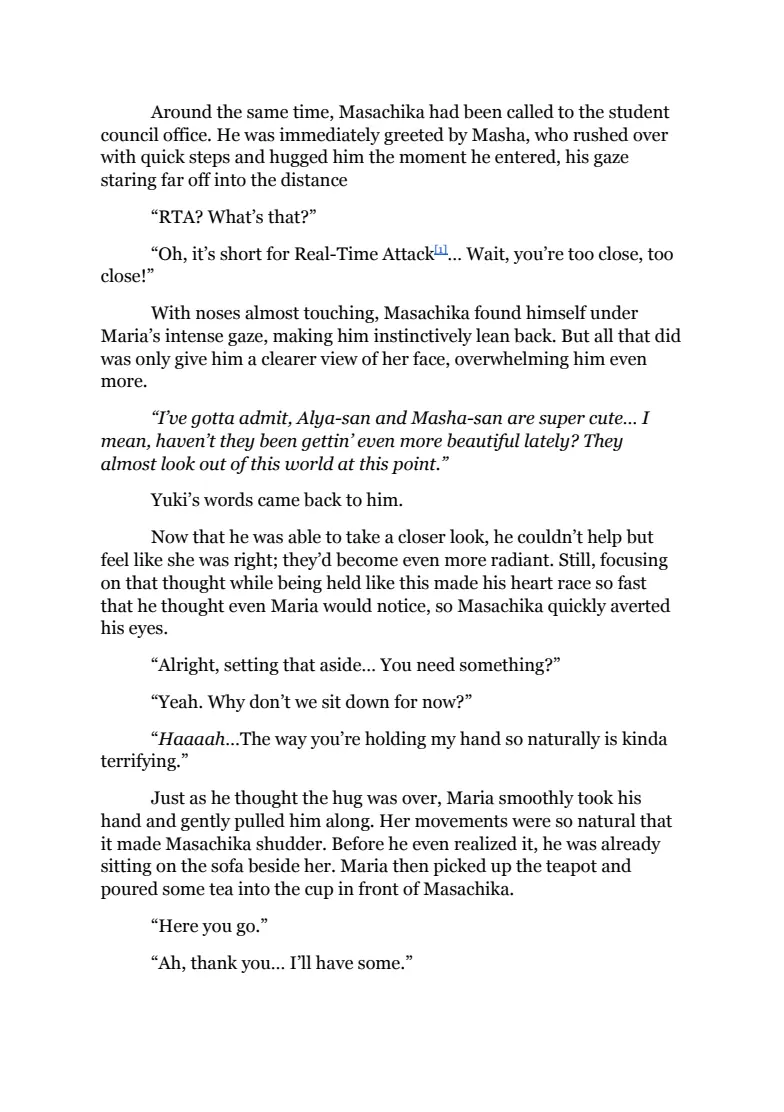 Around the same time, Masachika had been called to the student
council office. He was immediately greeted by Masha, who rushed over
with quick steps and hugged him the moment he entered, his gaze
staring far off into the distance
“RTA? What’s that?”
“Oh, it’s short for Real-Time Attack[1]… Wait, you’re too close, too
close!”
With noses almost touching, Masachika found himself under
Maria’s intense gaze, making him instinctively lean back. But all that did
was only give him a clearer view of her face, overwhelming him even
more.
“I’ve gotta admit, Alya-san and Masha-san are super cute… I
mean, haven’t they been gettin’ even more beautiful lately? They
almost look out of this world at this point.”
Yuki’s words came back to him.
Now that he was able to take a closer look, he couldn’t help but
feel like she was right; they’d become even more radiant. Still, focusing
on that thought while being held like this made his heart race so fast
that he thought even Maria would notice, so Masachika quickly averted
his eyes.
“Alright, setting that aside… You need something?”
“Yeah. Why don’t we sit down for now?”
“Haaaah…The way you’re holding my hand so naturally is kinda
terrifying.”
Just as he thought the hug was over, Maria smoothly took his
hand and gently pulled him along. Her movements were so natural that
it made Masachika shudder. Before he even realized it, he was already
sitting on the sofa beside her. Maria then picked up the teapot and
poured some tea into the cup in front of Masachika.
“Here you go.”
“Ah, thank you… I’ll have some.”